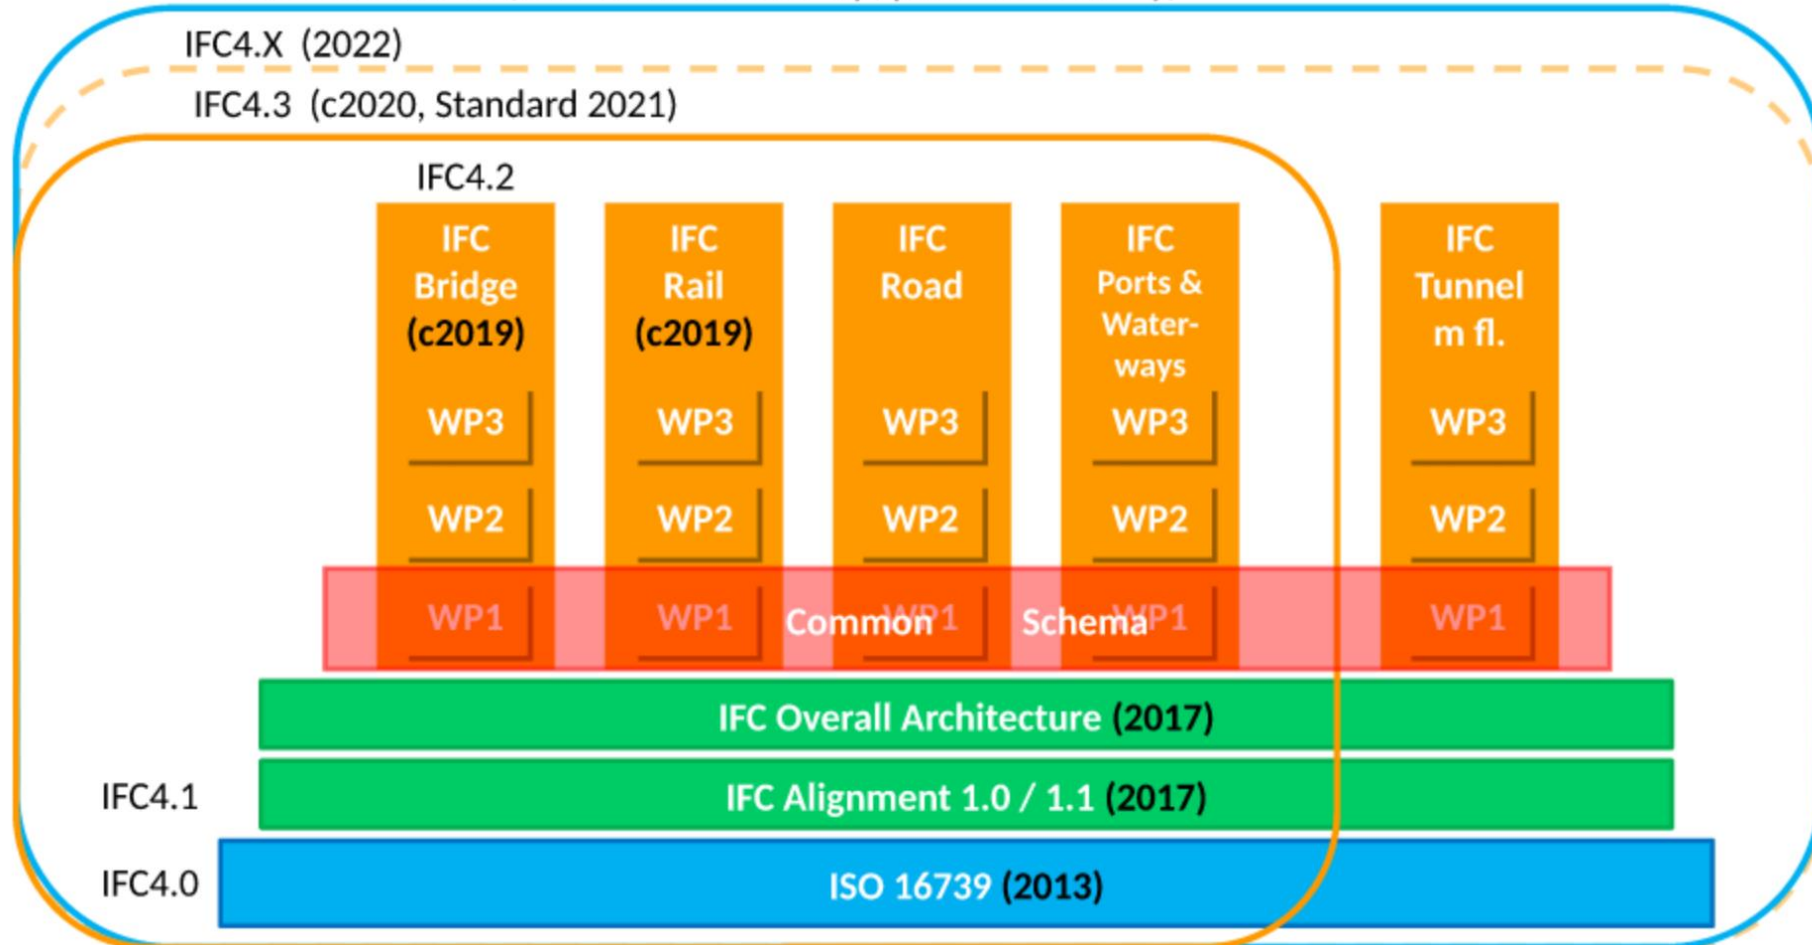 IFC4.X (2022)
IFC4.3 (c2020, Standard 2021)
IFC4.2
IFC
Bridge
(c2019)
WP3
WP2
WP1
IFC
Rail
(c2019)
WP3
WP2
WP1
IFC
Road
WP3
WP2
WP1
IFC
Ports &
Water-
ways
WP3
WP2
WP1
IFC
Tunnel
m fl.
WP3
WP2
WP1
Common Schema
IFC Overall Architecture (2017)
IFC4.1
IFC Alignment 1.0 / 1.1 (2017)
IFC4.0
ISO 16739 (2013)